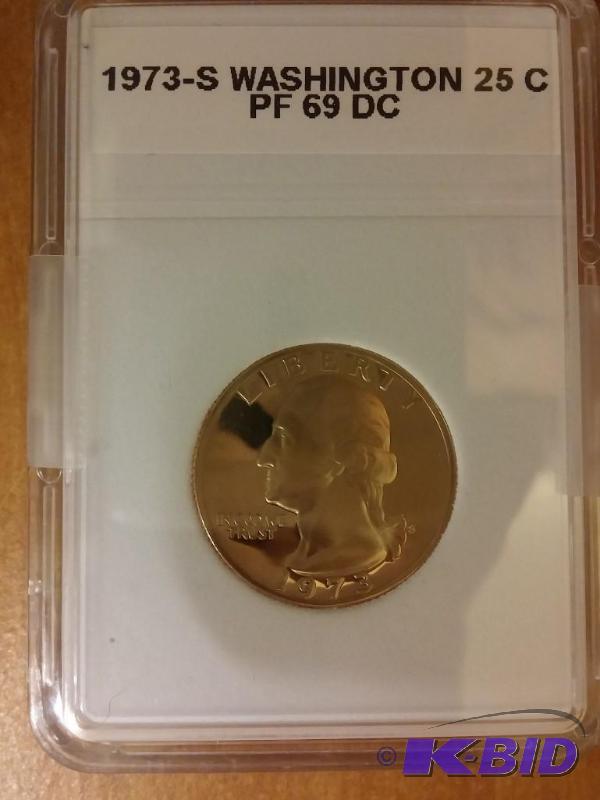 1973-S WASHINGTON 25 C
PF 69 DC
LIBERTY
IN GOD WE
TRUST
S
1973
© K-BID